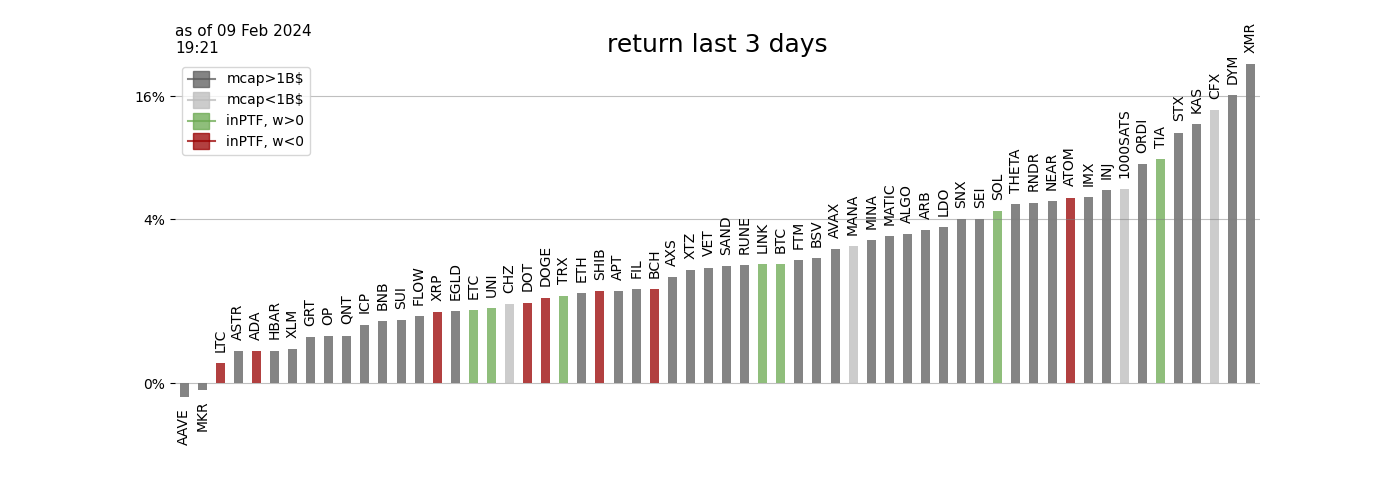 as of 09 Feb 2024
19:21
return last 3 days
mcap>1B$
mcap<1B$
inPTF, w>0
inPTF, w<0
16%
4%
0%
AAVE
MKR
LTC
ASTR
ADA
HBAR
XLM
GRT
OP
QNT
ICP
BNB
SUI
FLOW
XRP
EGLD
ETC
UNI
CHZ
DOT
DOGE
TRX
ETH
SHIB
APT
FIL
BCH
AXS
XTZ
VET
SAND
RUNE
LINK
BTC
FTM
BSV
AVAX
MANA
MINA
MATIC
ALGO
ARB
LDO
SNX
SEI
SOL
THETA
RNDR
NEAR
ATOM
IMX
INJ
1000SATS
ORDI
TIA
STX
KAS
CFX
DYM
XMR